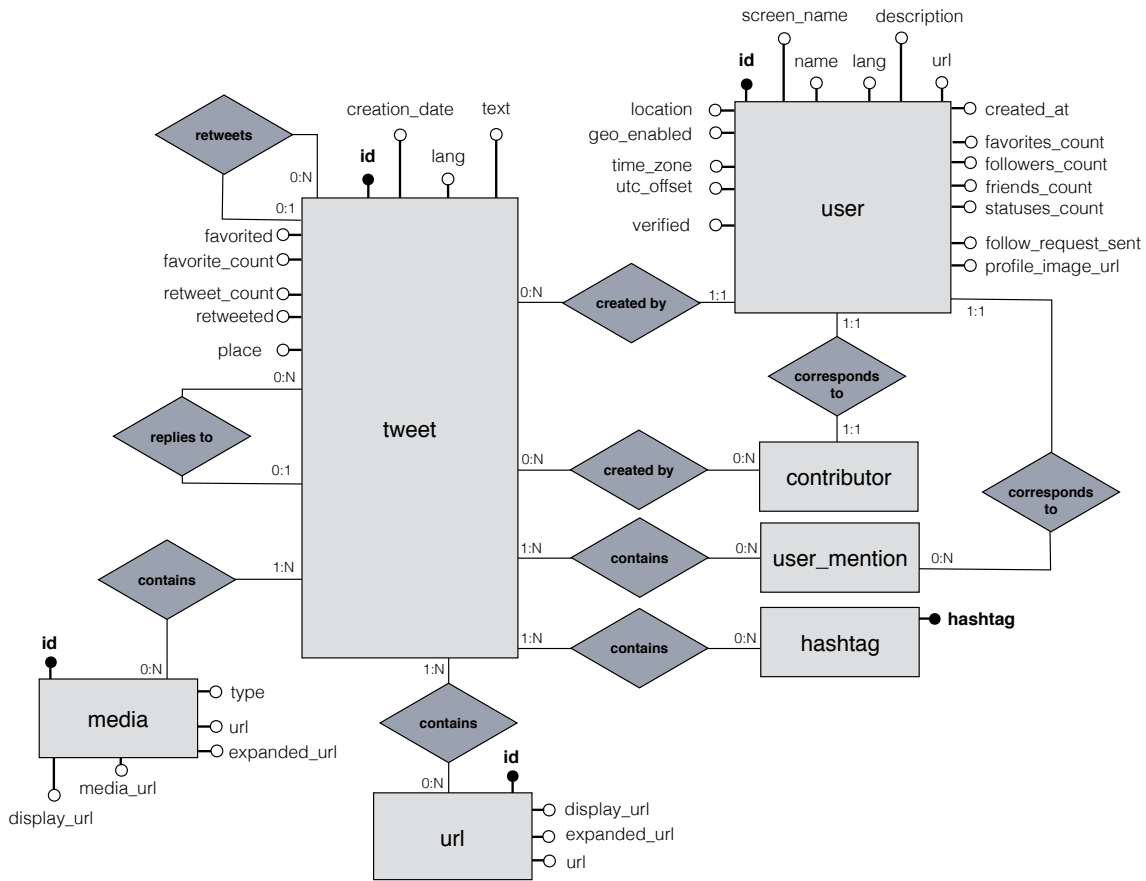 screen_name
description
id
name
lang
url
location
geo_enabled
time_zone
utc_offset
verified
user
created_at
favorites_count
followers_count
friends_count
statuses_count
follow_request_sent
profile_image_url
retweets
0:N
0:1
creation_date
text
id
lang
favorited
favorite_count
retweet_count
retweeted
place
0:N
replies to
0:1
tweet
0:N
created by
1:1
1:1
corresponds
to
1:1
1:1
corresponds
to
0:N
0:N
created by
0:N
contributor
1:N
contains
0:N
user_mention
1:N
contains
0:N
hashtag
hashtag
contains
1:N
0:N
id
media
type
url
expanded_url
media_url
display_url
1:N
contains
0:N
id
url
display_url
expanded_url
url